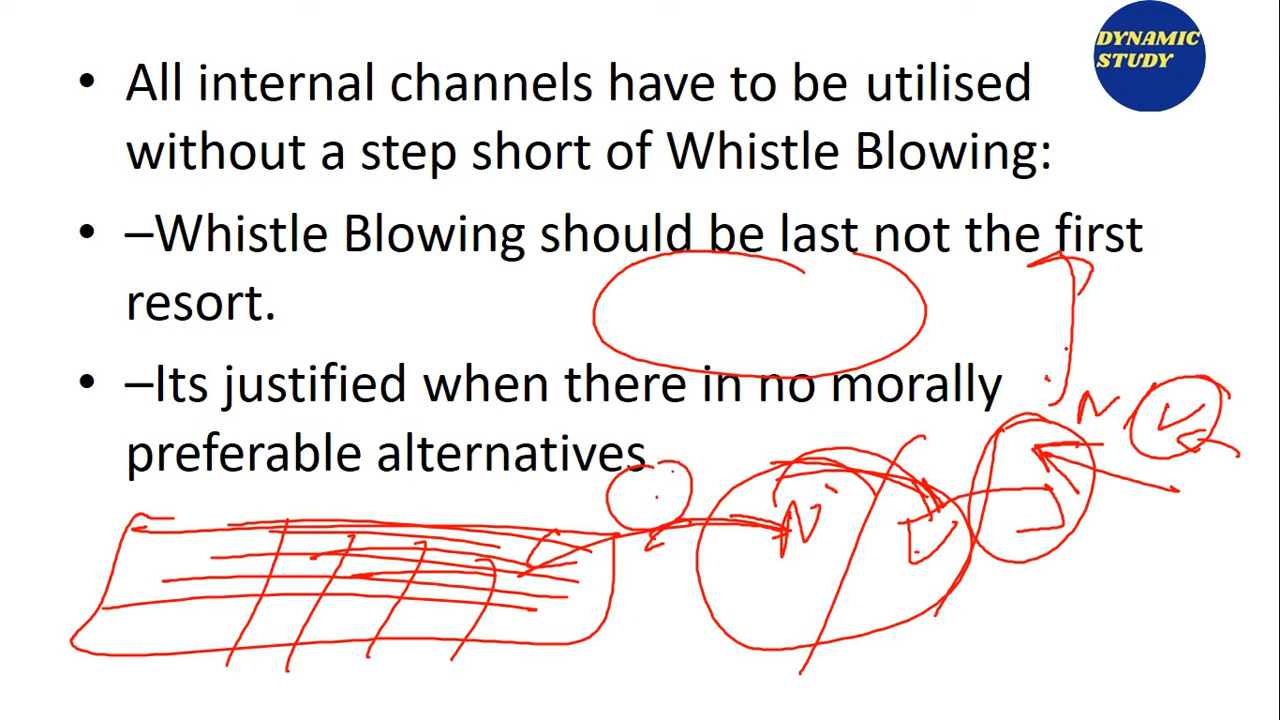 DYNAMIC
STUDY
• All internal channels have to be utilised
without a step short of Whistle Blowing:
• –Whistle Blowing should be last not the first
resort.
• –Its justified when there in no morally
preferable alternatives
N
N
D